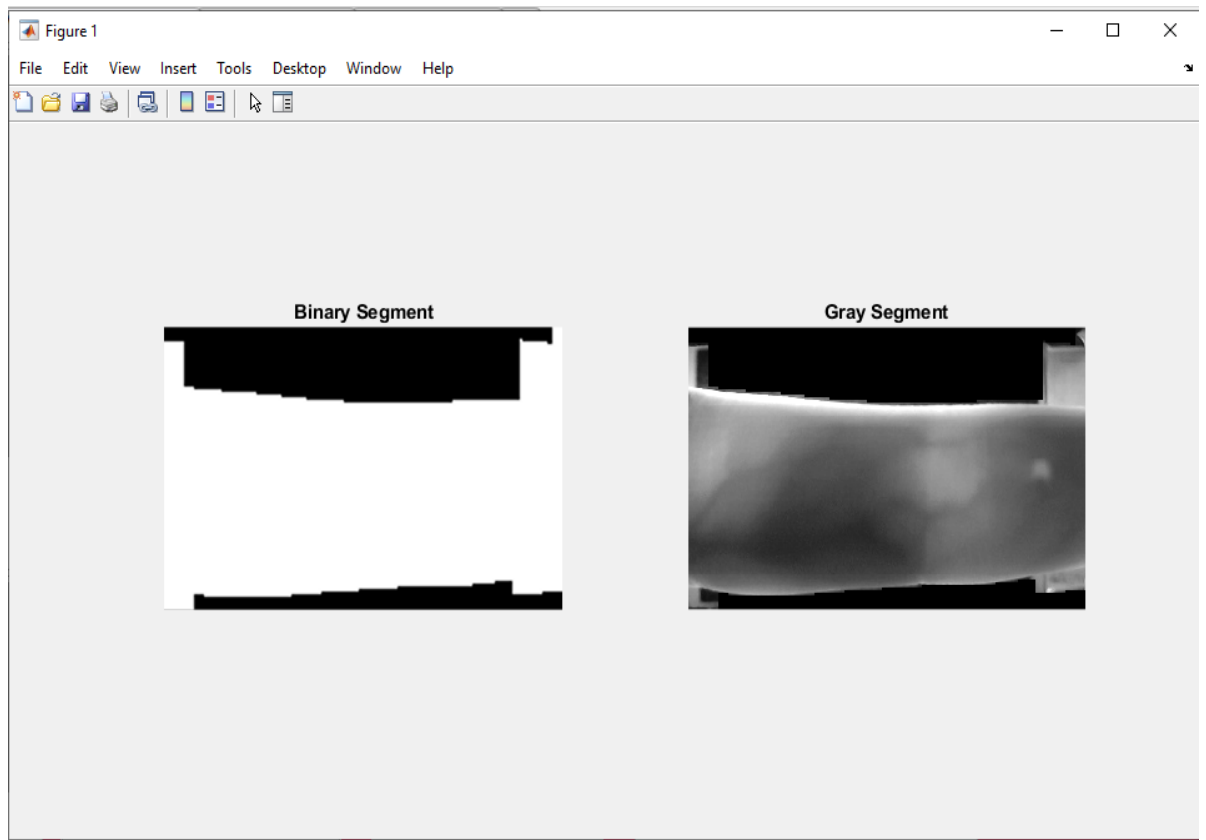 Figure 1
File Edit View Insert Tools Desktop Window Help
Binary Segment
Gray Segment